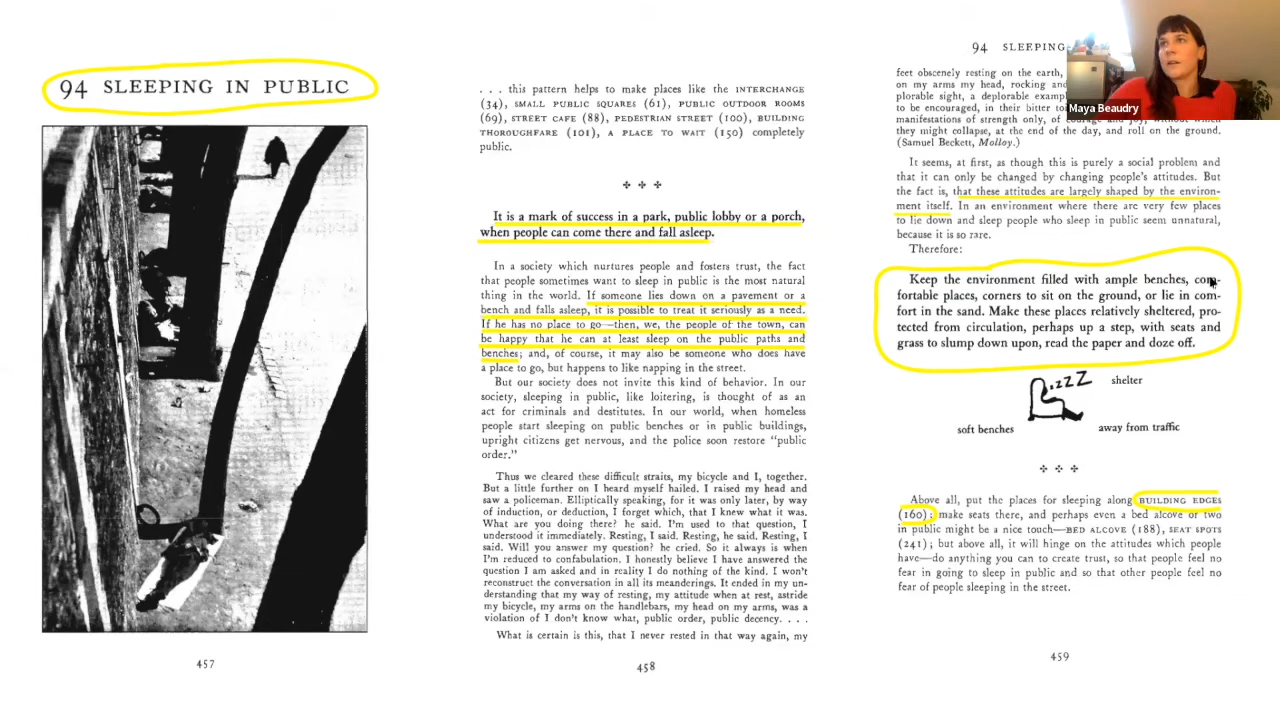 94 SLEEPING IN PUBLIC
457
. . . this pattern helps to make places like the INTERCHANGE
(34), SMALL PUBLIC SQUARES (61), PUBLIC OUTDOOR ROOMS
(69), STREET CAFE (88), PEDESTRIAN STREET (100), BUILDING
THOROUGHFARE (101), A PLACE TO WAIT (150) completely
public.
It is a mark of success in a park, public lobby or a porch,
when people can come there and fall asleep.
In a society which nurtures people and fosters trust, the fact
that people sometimes want to sleep in public is the most natural
thing in the world. If someone lies down on a pavement or a
bench and falls asleep, it is possible to treat it seriously as a need.
If he has no place to go—then, we, the people of the town, can
be happy that he can at least sleep on the public paths and
benches; and, of course, it may also be someone who does have
a place to go, but happens to like napping in the street.
But our society does not invite this kind of behavior. In our
society, sleeping in public, like loitering, is thought of as an
act for criminals and destitutes. In our world, when homeless
people start sleeping on public benches or in public buildings,
upright citizens get nervous, and the police soon restore "public
order."
Thus we cleared these difficult straits, my bicycle and I, together.
But a little further on I heard myself hailed. I raised my head and
saw a policeman. Elliptically speaking, for it was only later, by way
of induction, or deduction, I forget which, that I knew what it was.
What are you doing there? he said. I'm used to that question, I
understood it immediately. Resting, I said. Resting, he said. Resting, I
said. Will you answer my question? he cried. So it always is when
I'm reduced to confabulation. I honestly believe I have answered the
question I am asked and in reality I do nothing of the kind. I won't
reconstruct the conversation in all its meanderings. It ended in my un-
derstanding that my way of resting, my attitude when at rest, astride
my bicycle, my arms on the handlebars, my head on my arms, was a
violation of I don't know what, public order, public decency. . . .
What is certain is this, that I never rested in that way again, my
458
94 SLEEPING
feet obscenely resting on the earth,
on my arms my head, rocking and
plorable sight, a deplorable examp
to be encouraged, in their bitter to
manifestations of strength only, of
they might collapse, at the end of the day, and roll on the ground.
(Samuel Beckett, Molloy.)
It seems, at first, as though this is purely a social problem and
that it can only be changed by changing people's attitudes. But
the fact is, that these attitudes are largely shaped by the environ-
ment itself. In an environment where there are very few places
to lie down and sleep people who sleep in public seem unnatural,
because it is so rare.
Therefore:
Keep the environment filled with ample benches, com-
fortable places, corners to sit on the ground, or lie in com-
fort in the sand. Make these places relatively sheltered, pro-
tected from circulation, perhaps up a step, with seats and
grass to slump down upon, read the paper and doze off.
zzz
shelter
soft benches
away from traffic
Above all, put the places for sleeping along BUILDING EDGES
(160); make seats there, and perhaps even a bed alcove or two
in public might be a nice touch—BED ALCOVE (188), SEAT SPOTS
(241); but above all, it will hinge on the attitudes which people
have—do anything you can to create trust, so that people feel no
fear in going to sleep in public and so that other people feel no
fear of people sleeping in the street.
459
Maya Beaudry